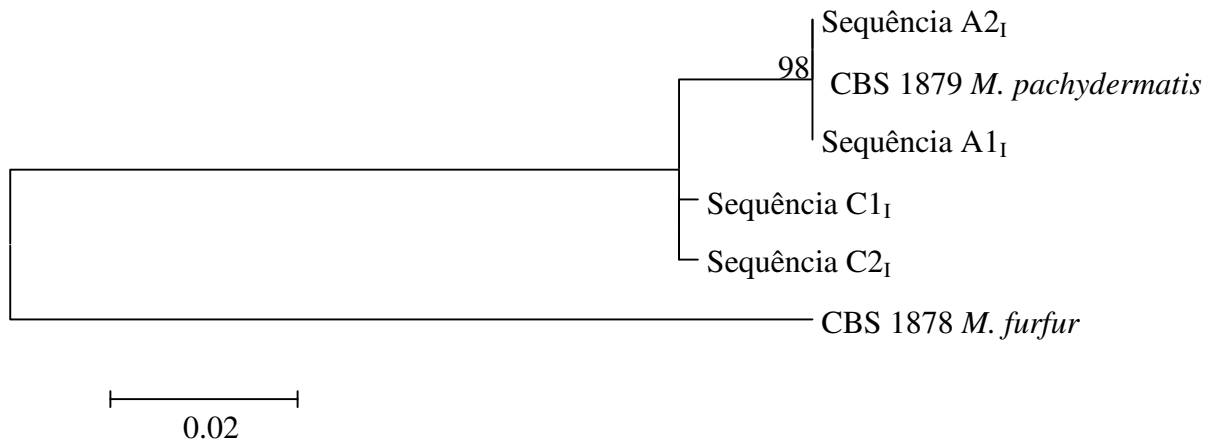 Sequência A2I
98
CBS 1879 M. pachydermatis
Sequência A1I
Sequência C1I
Sequência C2I
CBS 1878 M. furfur
0.02